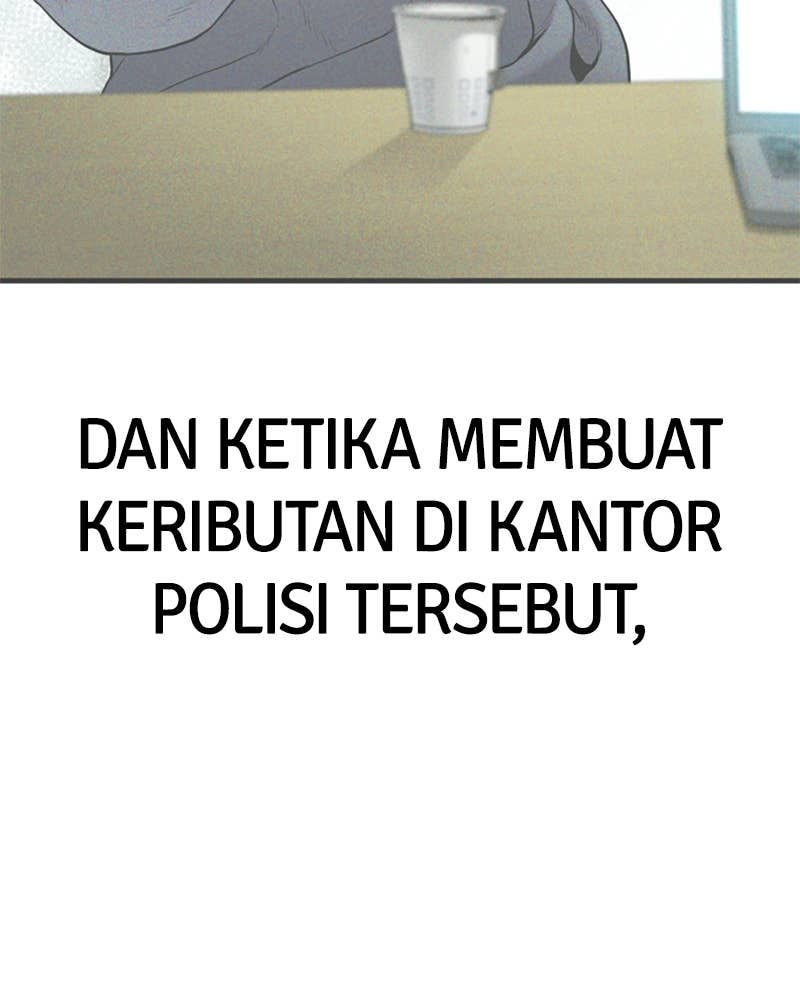 DAN KETIKA MEMBUAT
KERIBUTAN DI KANTOR
POLISI TERSEBUT,